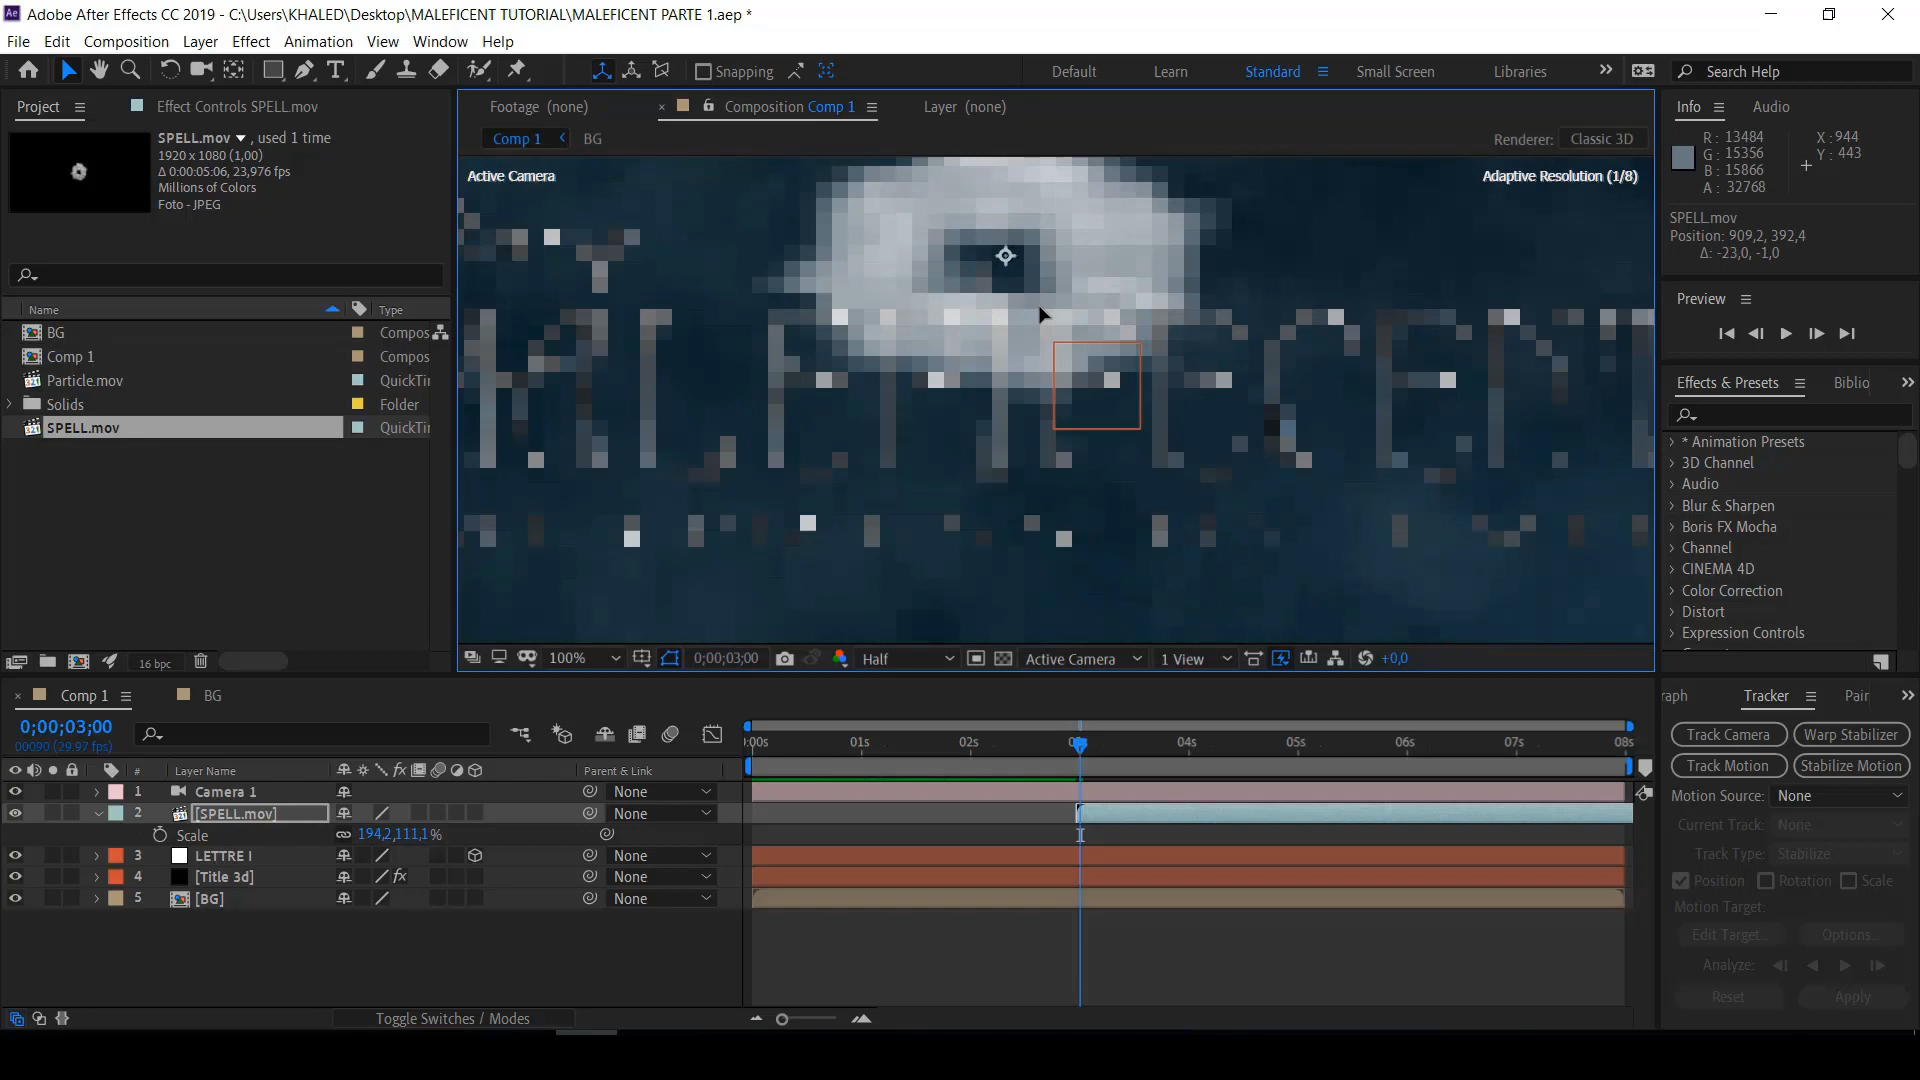 Adobe After Effects CC 2019 - C:\Users\KHALED\Desktop\MALEFICENT TUTORIAL\MALEFICENT PARTE 1.aep *
File Edit Composition Layer Effect Animation View Window Help
Snapping
Default Learn Standard Small Screen Libraries
Search Help
Project
Effect Controls SPELL.mov
Footage (none)
Composition Comp 1
Layer (none)
Info
Audio
SPELL.mov , used 1 time
1920 x 1080 (1,00)
Δ 0:00:05:06, 23,976 fps
Millions of Colors
Foto - JPEG
Comp 1
BG
Renderer: Classic 3D
R : 13484
G : 15356
B : 15866
A : 32768
X : 944
Y : 443
Active Camera
Adaptive Resolution (1/8)
SPELL.mov
Position: 909,2, 392,4
Δ: -23,0, -1,0
Preview
Name Type
BG Compos
Comp 1 Compos
Particle.mov QuickTir
Solids Folder
SPELL.mov QuickTir
Effects & Presets
Biblio
* Animation Presets
3D Channel
Audio
Blur & Sharpen
Boris FX Mocha
Channel
CINEMA 4D
Color Correction
Distort
Expression Controls
16 bpc
100%
0;00;03;00
Half
Active Camera
1 View
+0,0
Comp 1
BG
raph
Tracker
Pair
0;00;03;00
00090 (29.97 fps)
:00s 01s 02s 04s 05s 06s 07s 08s
Track Camera
Warp Stabilizer
Track Motion
Stabilize Motion
# Layer Name
fx
Parent & Link
Motion Source: None
1 Camera 1 None
2 [SPELL.mov] None
Scale 194,2,111,1 %
3 LETTRE I None
4 [Title 3d] fx None
5 [BG] None
Current Track: None
Track Type: Stabilize
Position Rotation Scale
Motion Target:
Edit Target... Options...
Analyze:
Reset Apply
Toggle Switches / Modes